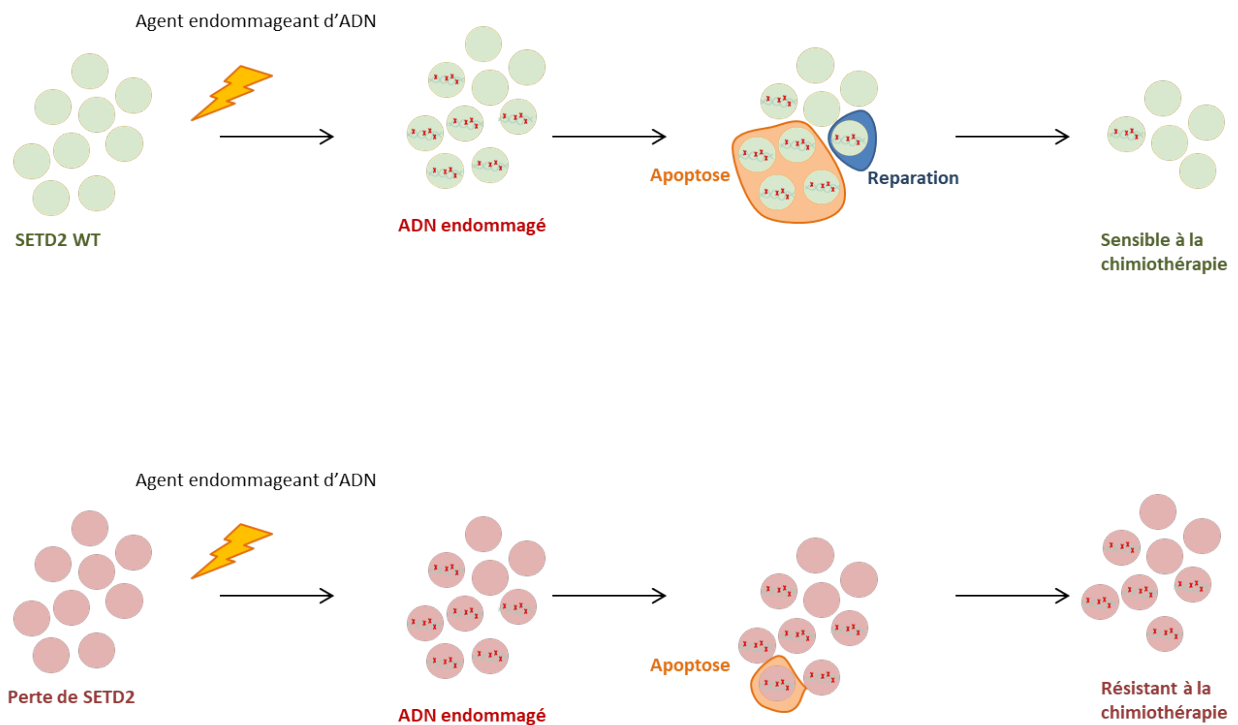 Agent endommageant d’ADN
Apoptose
Reparation
SETD2 WT
ADN endommagé
Sensible à la
chimiothérapie
Agent endommageant d’ADN
Apoptose
Perte de SETD2
ADN endommagé
Résistant à la
chimiothérapie